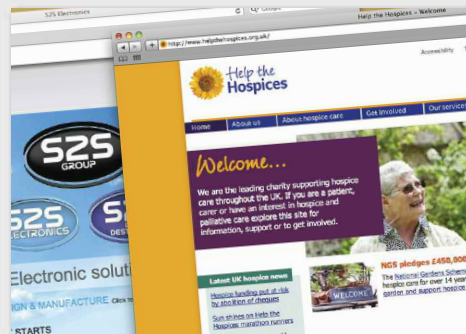 S2S Electronics
Help the Hospices – Welcome
http://www.helpthehospices.org.uk/
Google
Accessibility
Help the
Hospices
Home
About us
About hospice care
Get Involved
Our services
Welcome...
We are the leading charity supporting hospice
care throughout the UK. If you are a patient,
carer or have an interest in hospice and
palliative care explore this site for
information, support or to get involved.
S2S
GROUP
S2S
ECTRONICS
S
DES
Electronic soluti
GN & MANUFACTURE
STARTS
Latest UK hospice news
Hospice funding put at risk
by abolition of cheques
Sun shines on Help the
Hospices marathon runners
WELCOME
NGS pledges £450,000
The National Gardens Scheme
hospice care for over 14 year
garden and support hospice